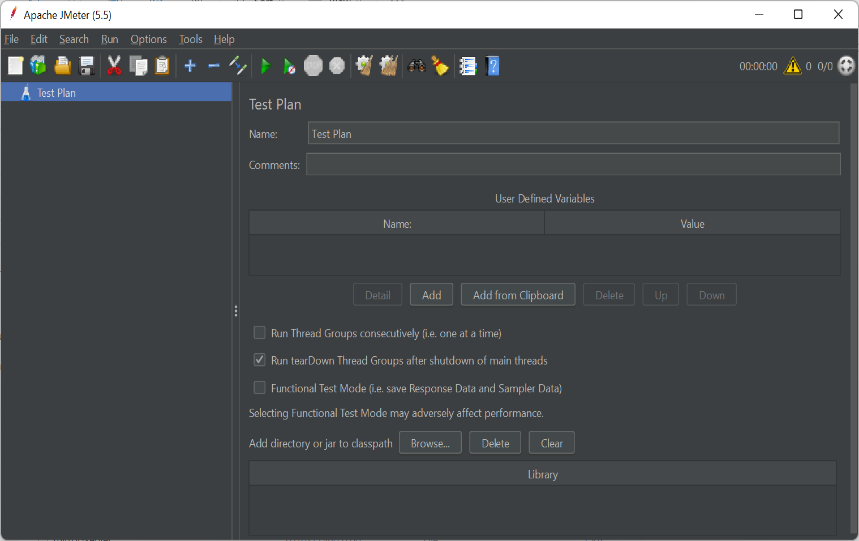 Apache JMeter (5.5)
File Edit Search Run Options Tools Help
00:00:00 0 0/0
Test Plan
Test Plan
Name: Test Plan
Comments:
User Defined Variables
Name: Value
Detail Add Add from Clipboard Delete Up Down
Run Thread Groups consecutively (i.e. one at a time)
Run tearDown Thread Groups after shutdown of main threads
Functional Test Mode (i.e. save Response Data and Sampler Data)
Selecting Functional Test Mode may adversely affect performance.
Add directory or jar to classpath Browse... Delete Clear
Library